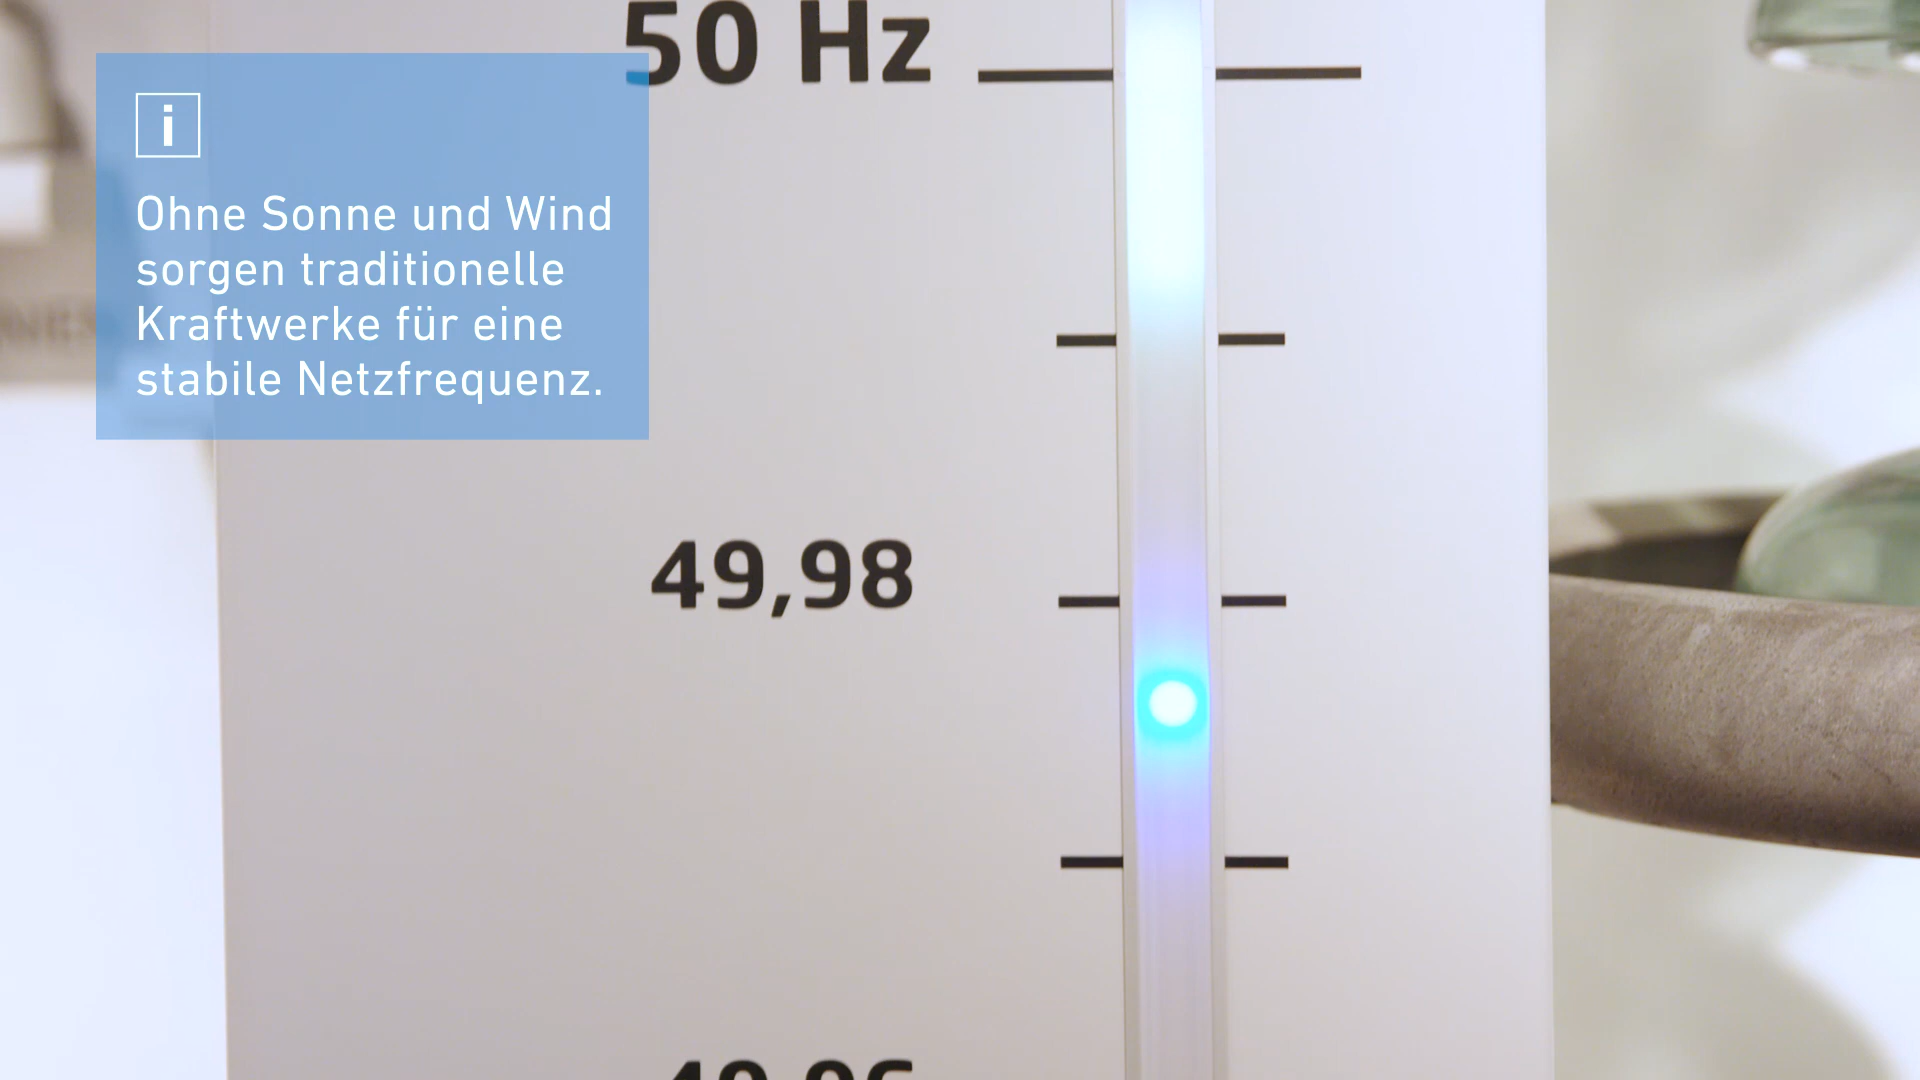 50 Hz
i
Ohne Sonne und Wind
sorgen traditionelle
Kraftwerke für eine
stabile Netzfrequenz.
49,98